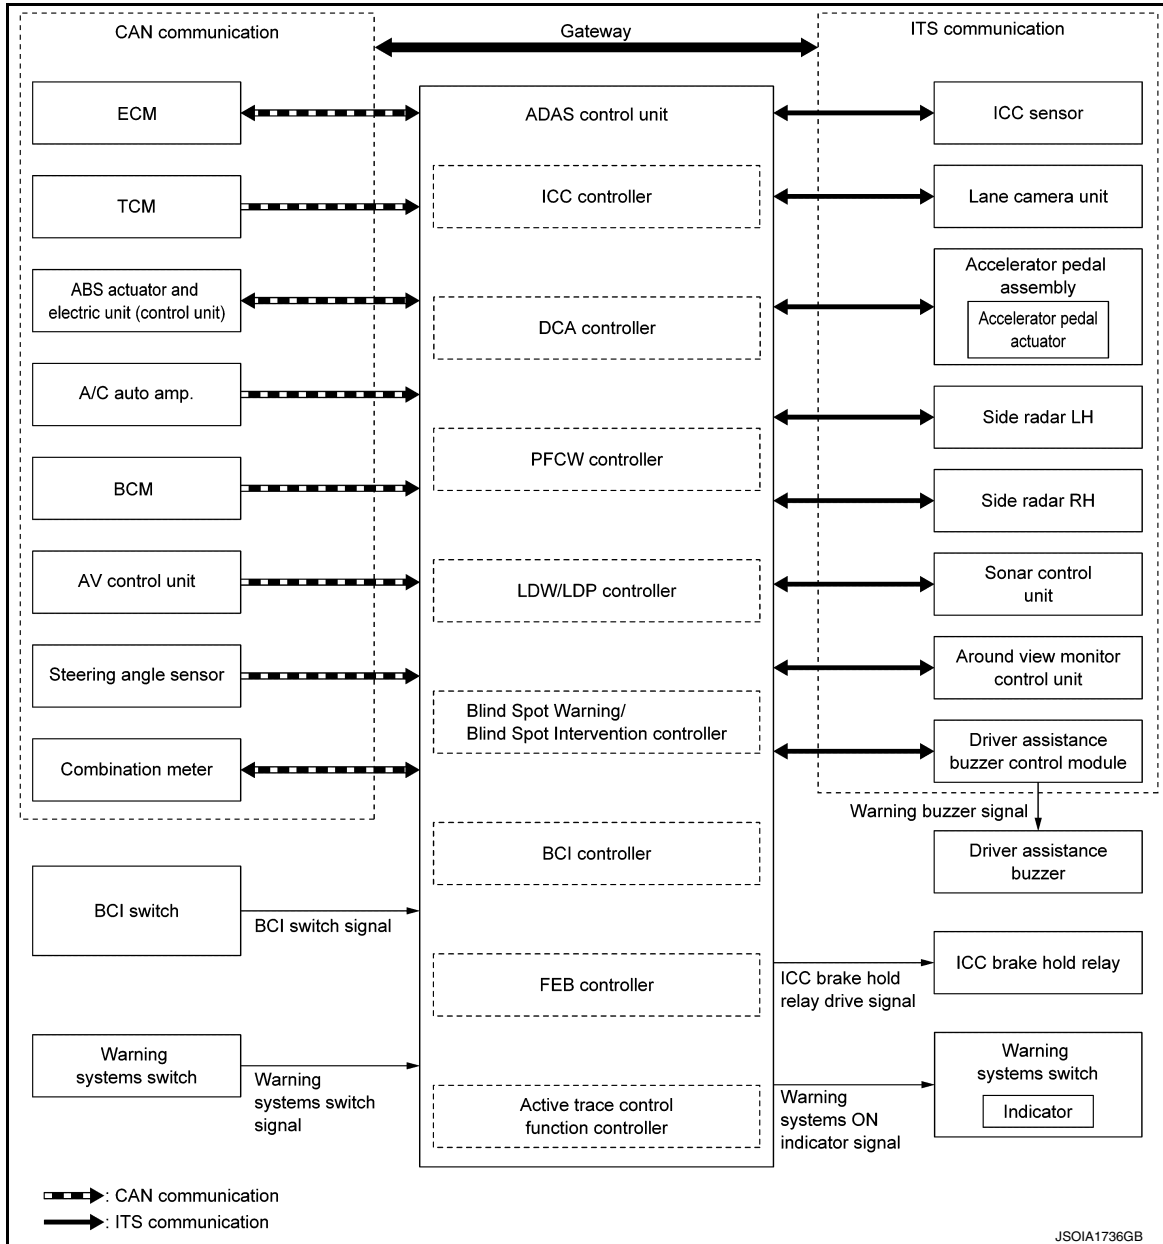 CAN communication
Gateway
ITS communication
ECM
ADAS control unit
ICC sensor
TCM
ICC controller
Lane camera unit
ABS actuator and
electric unit (control unit)
DCA controller
Accelerator pedal
assembly
Accelerator pedal
actuator
A/C auto amp.
PFCW controller
Side radar LH
BCM
Side radar RH
AV control unit
LDW/LDP controller
Sonar control
unit
Steering angle sensor
Blind Spot Warning/
Blind Spot Intervention controller
Around view monitor
control unit
Combination meter
Driver assistance
buzzer control module
Warning buzzer signal
BCI controller
Driver assistance
buzzer
BCI switch
BCI switch signal
FEB controller
ICC brake hold
relay drive signal
ICC brake hold relay
Warning
systems switch
Warning
systems switch
signal
Active trace control
function controller
Warning
systems ON
indicator signal
Warning
systems switch
Indicator
: CAN communication
: ITS communication
JSOIA1736GB